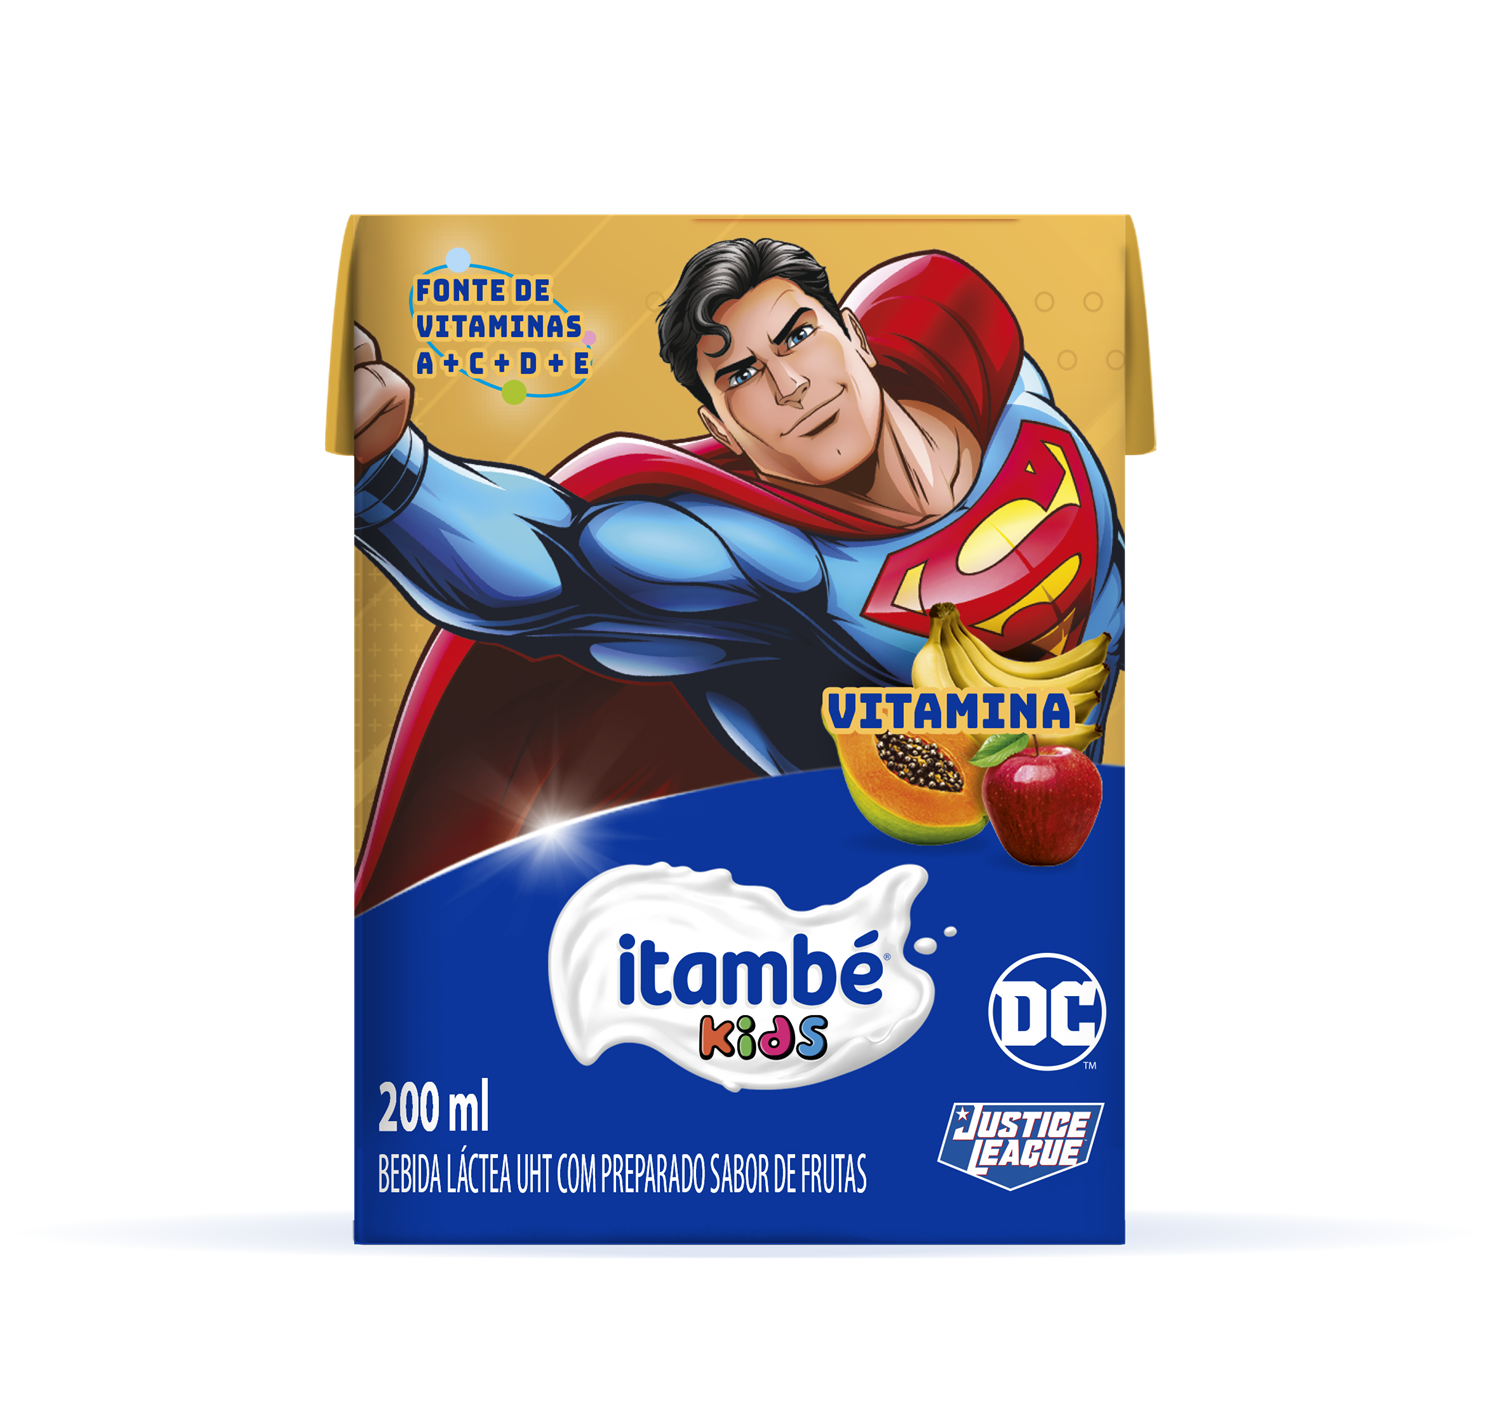 FONTE DE
VITAMINAS
A + C + D + E
VITAMINA
itambé®
Kids
DC
TM
JUSTICE
LEAGUE
200 ml
BEBIDA LÁCTEA UHT COM PREPARADO SABOR DE FRUTAS